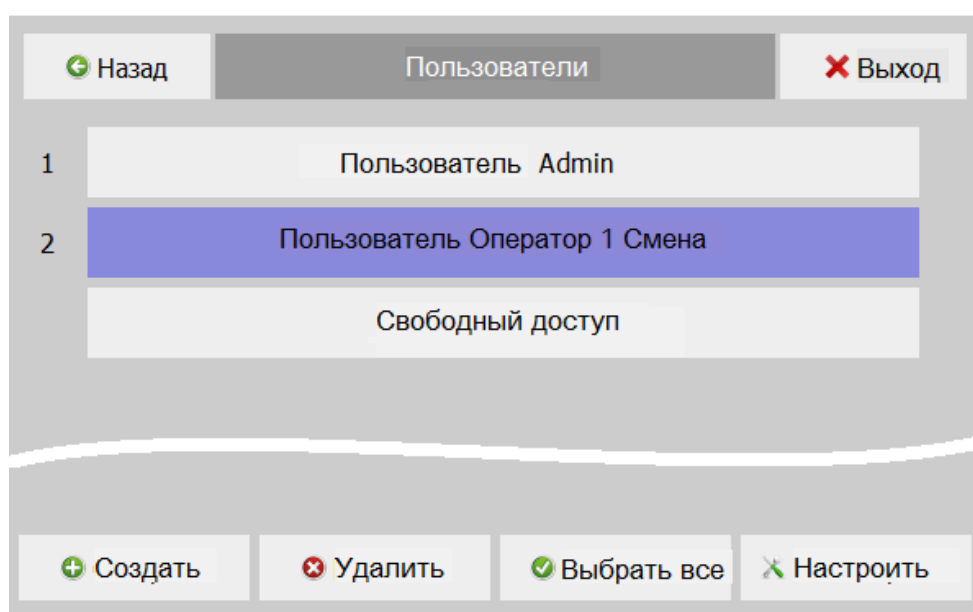 Назад Пользователи Выход
1 Пользователь Admin
2 Пользователь Оператор 1 Смена
Свободный доступ
Создать Удалить Выбрать все Настроить